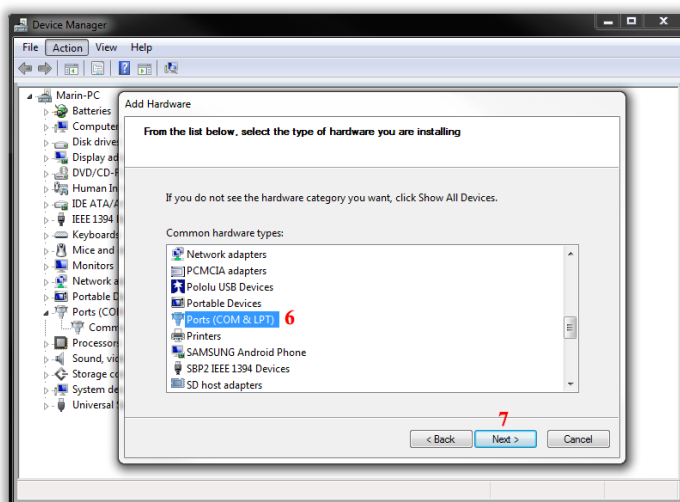 Device Manager
File Action View Help
Marin-PC
Batteries
Computer
Disk drive
Display ad
DVD/CD-R
Human In
IDE ATA/A
IEEE 1394
Keyboards
Mice and
Monitors
Network a
Portable D
Ports (CO
Comm
Processors
Sound, vid
Storage co
System de
Universal
Add Hardware
From the list below, select the type of hardware you are installing
If you do not see the hardware category you want, click Show All Devices.
Common hardware types:
Network adapters
PCMCIA adapters
Pololu USB Devices
Portable Devices
Ports (COM & LPT) 6
Printers
SAMSUNG Android Phone
SBP2 IEEE 1394 Devices
SD host adapters
7
< Back Next > Cancel